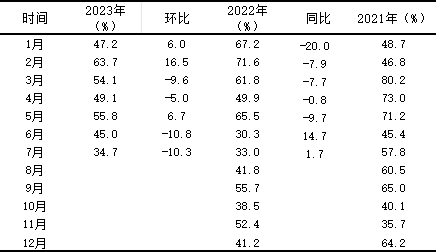 时间 2023年（%） 环比 2022年（%） 同比 2021年（%）
1月 47.2 6.0 67.2 -20.0 48.7
2月 63.7 16.5 71.6 -7.9 46.8
3月 54.1 -9.6 61.8 -7.7 80.2
4月 49.1 -5.0 49.9 -0.8 73.0
5月 55.8 6.7 65.5 -9.7 71.2
6月 45.0 -10.8 30.3 14.7 45.4
7月 34.7 -10.3 33.0 1.7 57.8
8月 41.8 60.5
9月 55.7 65.0
10月 38.5 40.1
11月 52.4 35.7
12月 41.2 64.2